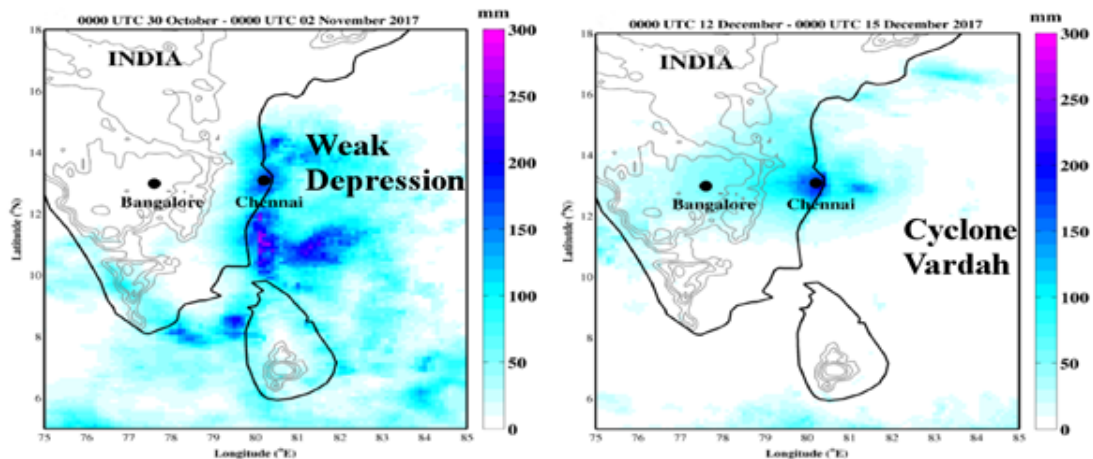 0000 UTC 30 October - 0000 UTC 02 November 2017
mm
18
16
14
12
10
8
6
Latitude (°N)
INDIA
Weak
Depression
Bangalore
Chennai
75 76 77 78 79 80 81 82 83 84 85
Longitude (°E)
300
250
200
150
100
50
0
0000 UTC 12 December - 0000 UTC 15 December 2017
mm
18
16
14
12
10
8
6
Latitude (°N)
INDIA
Bangalore
Chennai
Cyclone
Vardah
75 76 77 78 79 80 81 82 83 84 85
Longitude (°E)
300
250
200
150
100
50
0